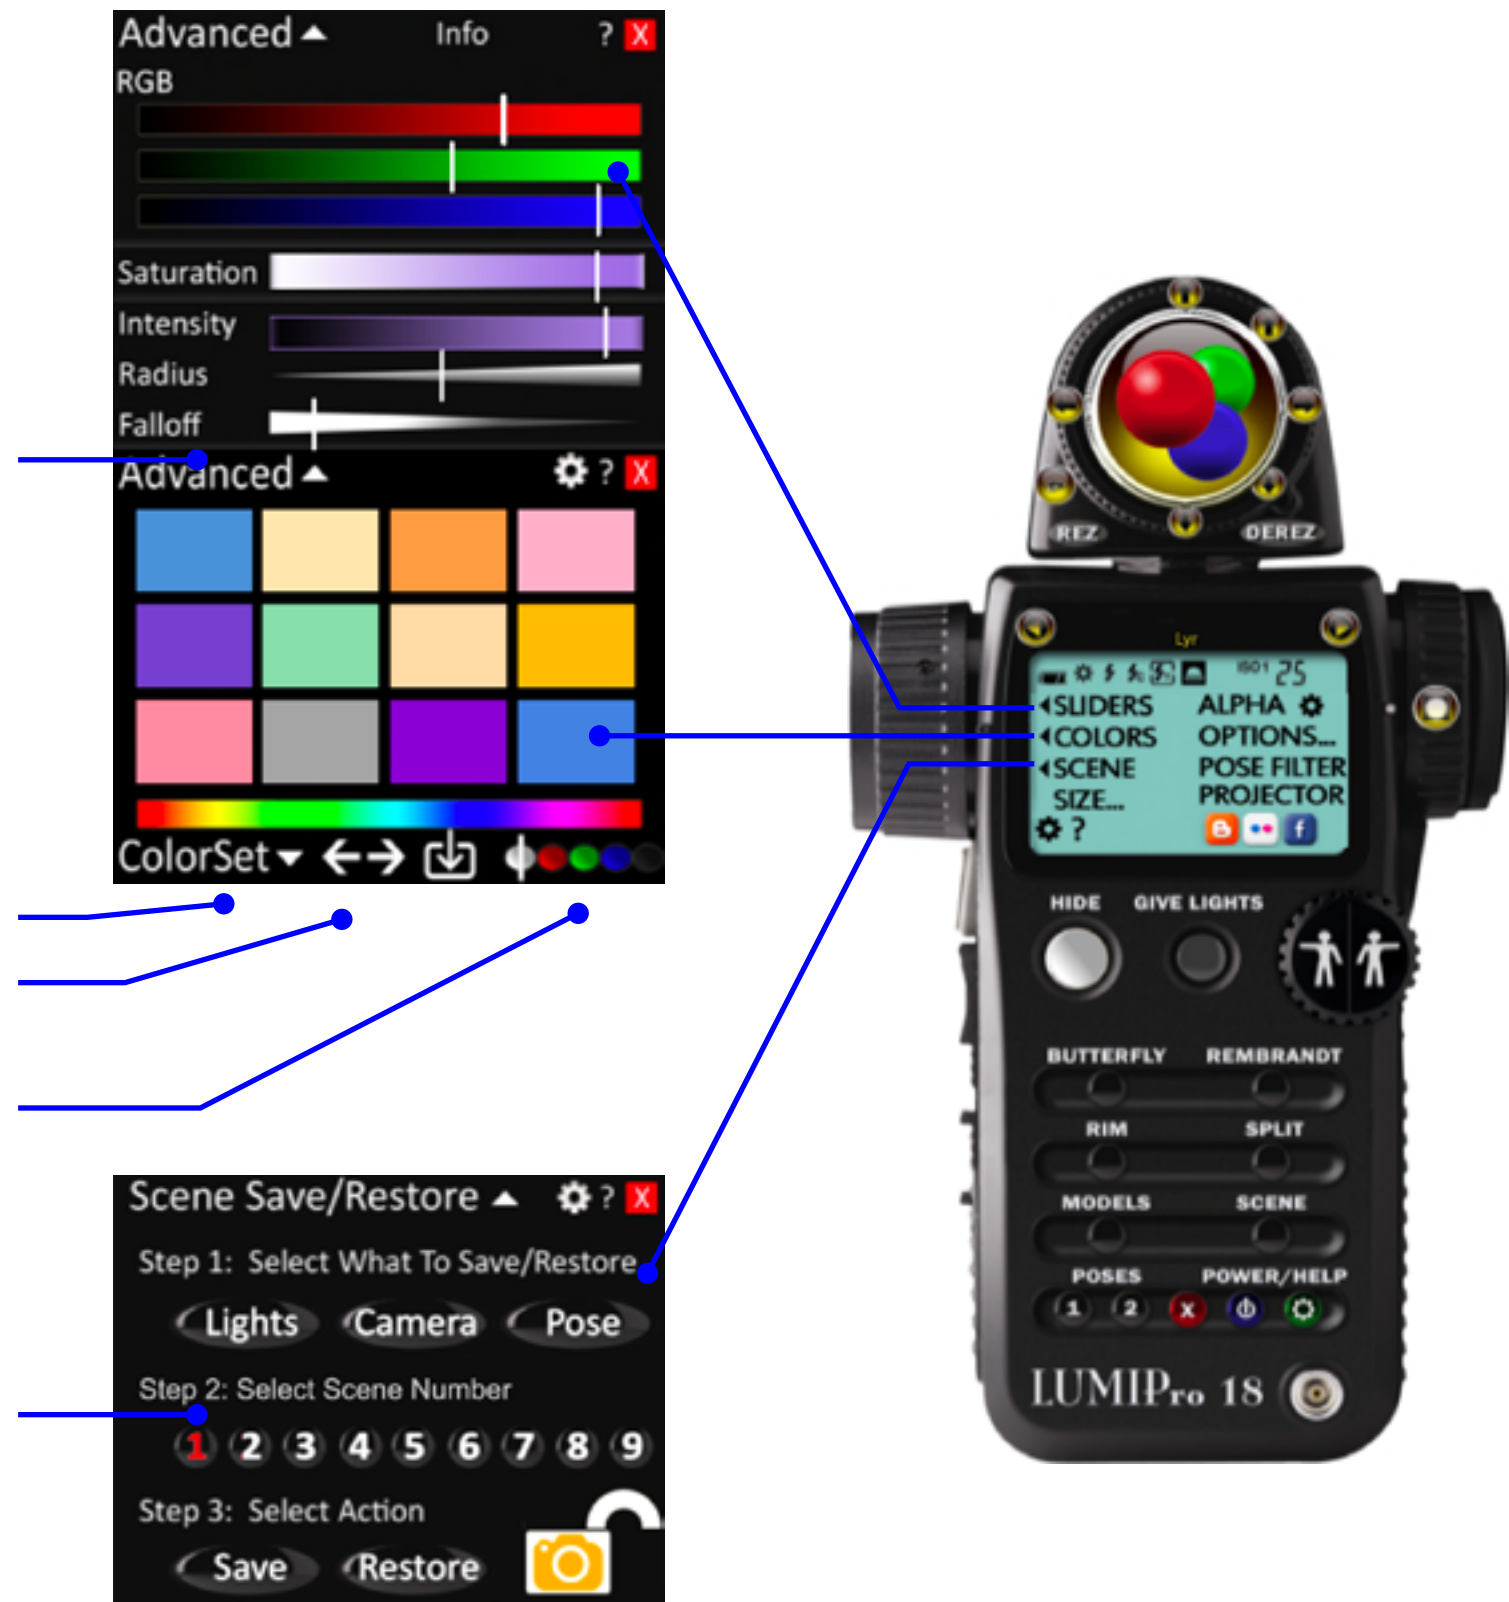 Advanced Info ? X
RGB
Saturation
Intensity
Radius
Falloff
Advanced ? X
ColorSet
Scene Save/Restore ? X
Step 1: Select What To Save/Restore
Lights Camera Pose
Step 2: Select Scene Number
1 2 3 4 5 6 7 8 9
Step 3: Select Action
Save Restore
REZ DEREZ
Lyr
ISO1 25
SLIDERS ALPHA
COLORS OPTIONS...
SCENE POSE FILTER
SIZE... PROJECTOR
? B f
HIDE GIVE LIGHTS
BUTTERFLY REMBRANDT
RIM SPLIT
MODELS SCENE
POSES POWER/HELP
1 2 X
LUMIPro 18